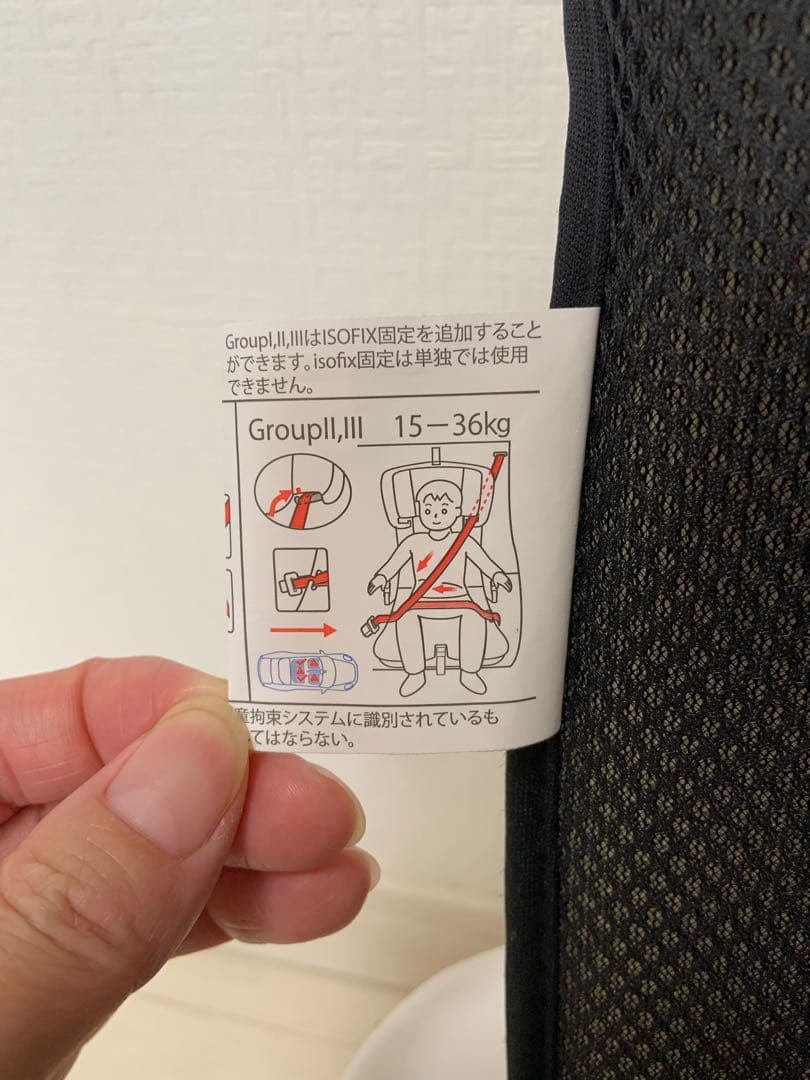 GroupI,II,IIIはISOFIX固定を追加すること
ができます。isofix固定は単独では使用
できません。
GroupII,III 15－36kg
童拘束システムに識別されているも
てはならない。